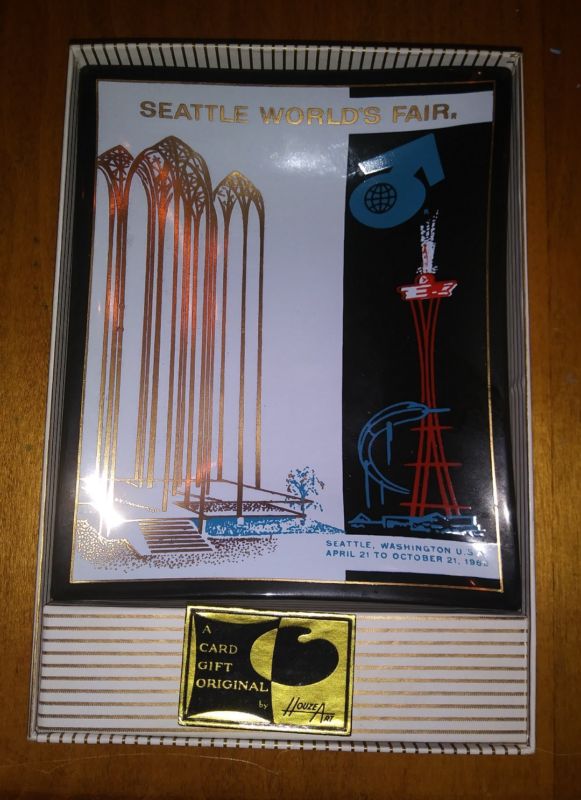 SEATTLE WORLD'S FAIR
SEATTLE, WASHINGTON U.S.A
APRIL 21 TO OCTOBER 21, 196
A
CARD
GIFT
ORIGINAL
by HOUZE ART